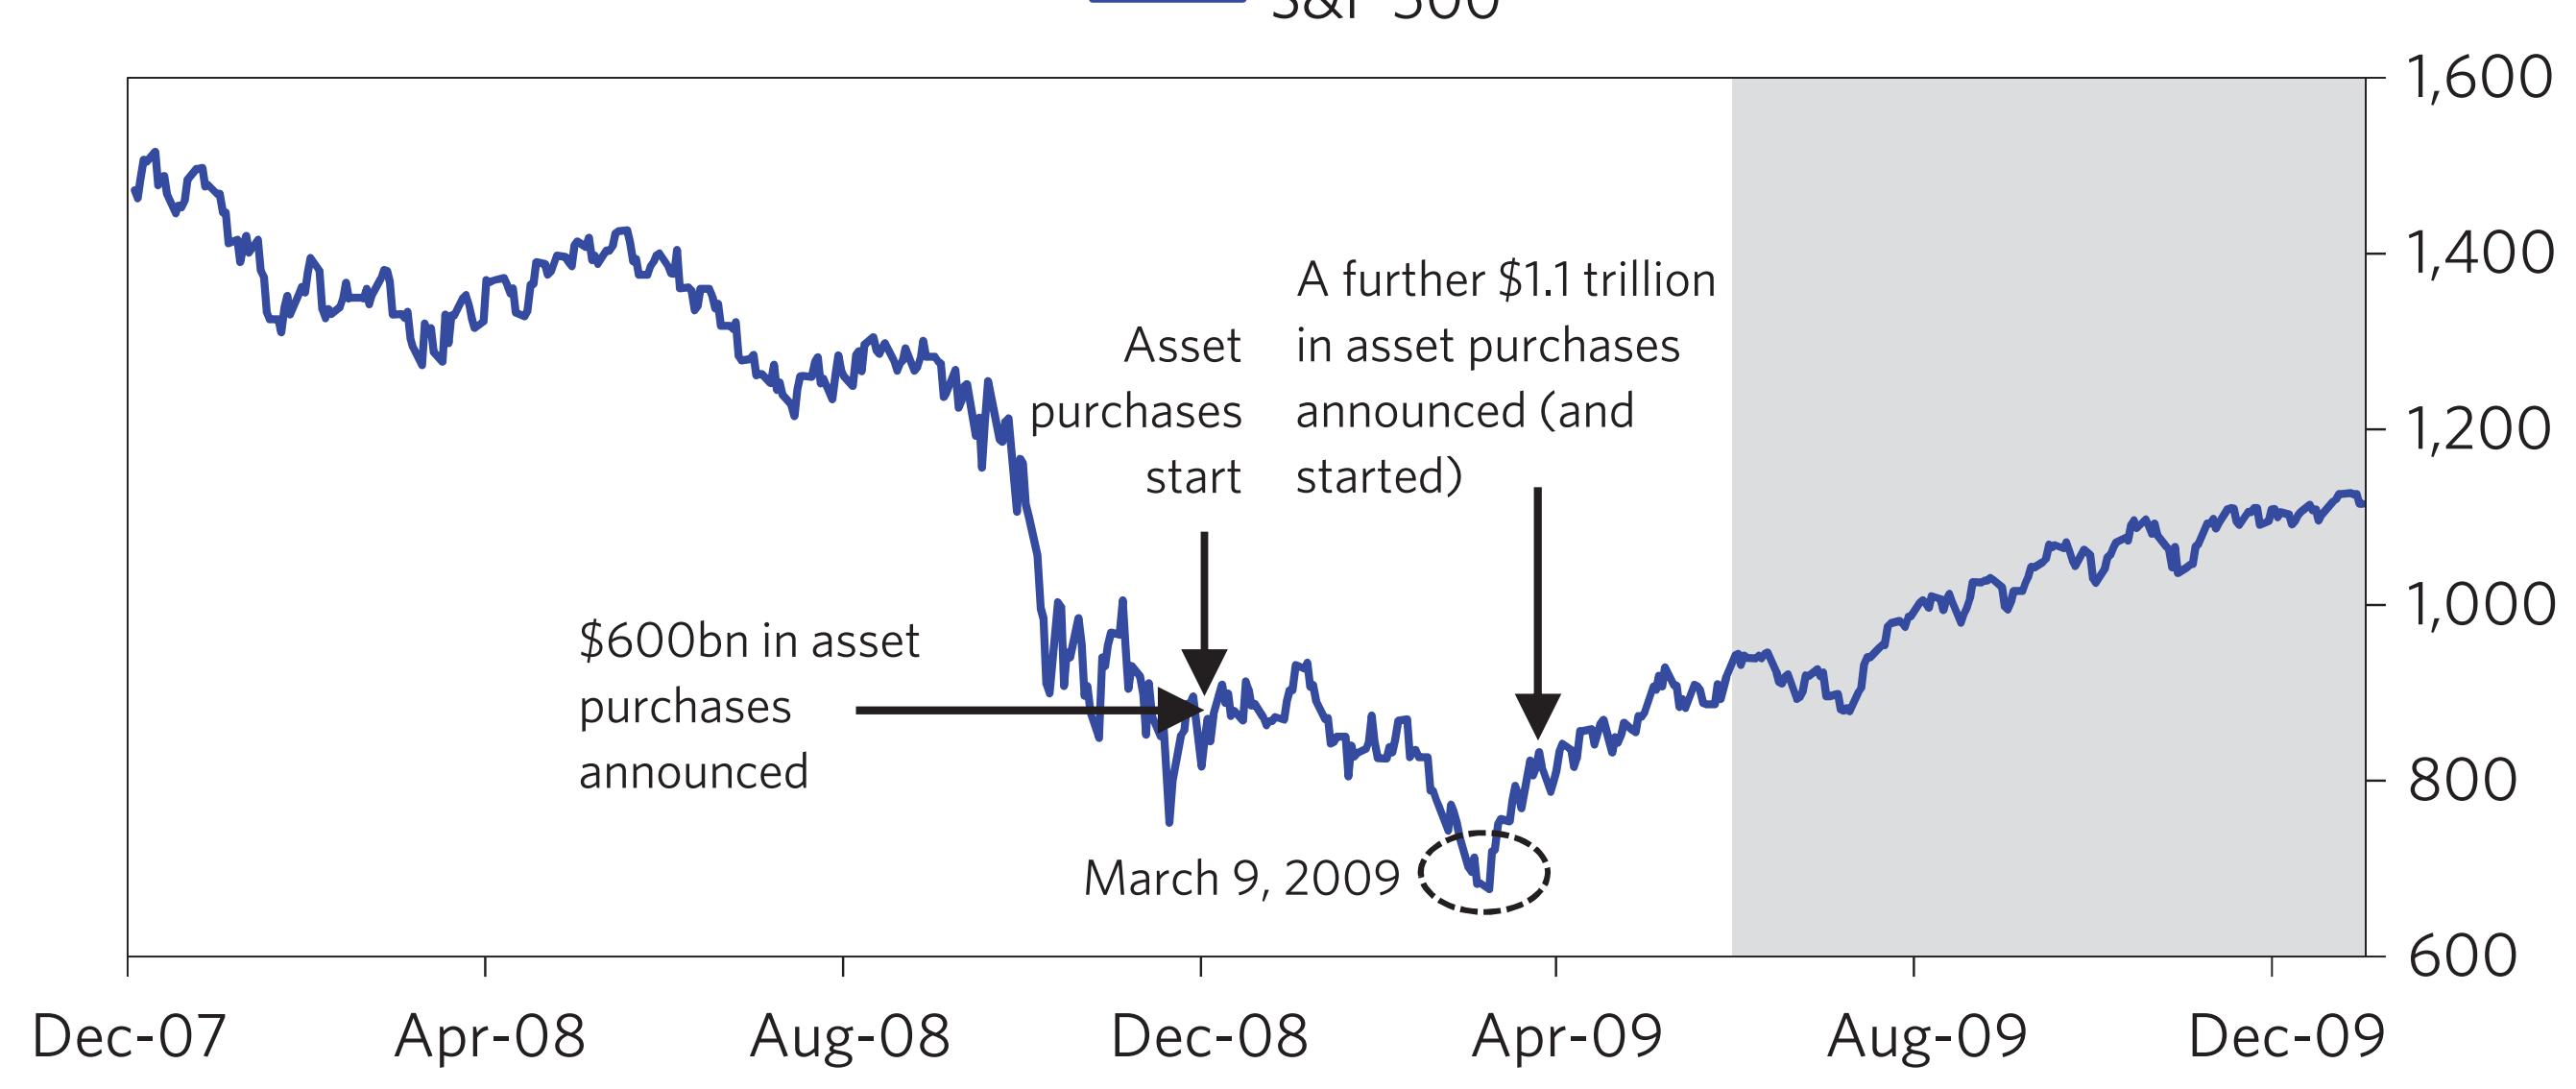 S&P 500
1,600
1,400
1,200
1,000
800
600
A further $1.1 trillion
in asset purchases
announced (and
started)
Asset
purchases
start
$600bn in asset
purchases
announced
March 9, 2009
Dec-07
Apr-08
Aug-08
Dec-08
Apr-09
Aug-09
Dec-09